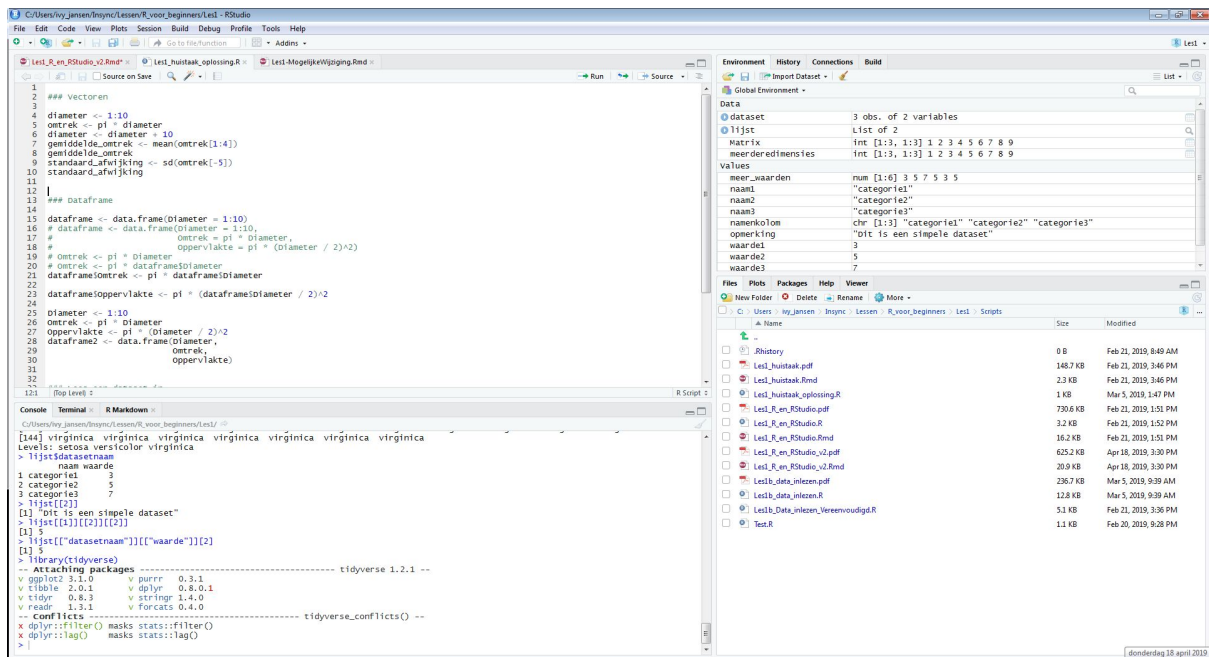 C:/Users/ivy_jansen/Insync/Lessen/R_voor_beginners/Les1 - RStudio
File Edit Code View Plots Session Build Debug Profile Tools Help
Go to file/function Addins
Les1
Les1_R_en_RStudio_v2.Rmd* Les1_huistaak_oplossing.R Les1-MogelijkeWijziging.Rmd
Source on Save Run Source
1
2 ### Vectoren
3
4 diameter <- 1:10
5 omtrek <- pi * diameter
6 diameter <- diameter + 10
7 gemiddelde_omtrek <- mean(omtrek[1:4])
8 gemiddelde_omtrek
9 standaard_afwijking <- sd(omtrek[-5])
10 standaard_afwijking
11
12
13 ### Dataframe
14
15 dataframe <- data.frame(Diameter = 1:10)
16 # dataframe <- data.frame(Diameter = 1:10,
17 # Omtrek = pi * Diameter,
18 # Oppervlakte = pi * (Diameter / 2)^2)
19 # Omtrek <- pi * Diameter
20 # Omtrek <- pi * dataframe$Diameter
21 dataframe$Omtrek <- pi * dataframe$Diameter
22
23 dataframe$Oppervlakte <- pi * (dataframe$Diameter / 2)^2
24
25 Diameter <- 1:10
26 Omtrek <- pi * Diameter
27 Oppervlakte <- pi * (Diameter / 2)^2
28 dataframe2 <- data.frame(Diameter,
29 Omtrek,
30 Oppervlakte)
31
32
12:1 (Top Level) R Script
Console Terminal R Markdown
C:/Users/ivy_jansen/Insync/Lessen/R_voor_beginners/Les1/
[144] virginica virginica virginica virginica virginica virginica virginica
Levels: setosa versicolor virginica
> lijst$datasetnaam
naam waarde
1 categorie1 3
2 categorie2 5
3 categorie3 7
> lijst[[2]]
[1] "Dit is een simpele dataset"
> lijst[[1]][[2]][[2]]
[1] 5
> lijst[["datasetnaam"]][["waarde"]][2]
[1] 5
> library(tidyverse)
-- Attaching packages --------------------------------------- tidyverse 1.2.1 --
v ggplot2 3.1.0 v purrr 0.3.1
v tibble 2.0.1 v dplyr 0.8.0.1
v tidyr 0.8.3 v stringr 1.4.0
v readr 1.3.1 v forcats 0.4.0
-- Conflicts ------------------------------------------ tidyverse_conflicts() --
x dplyr::filter() masks stats::filter()
x dplyr::lag() masks stats::lag()
>
Environment History Connections Build
Import Dataset List
Global Environment
Data
dataset 3 obs. of 2 variables
lijst List of 2
Matrix int [1:3, 1:3] 1 2 3 4 5 6 7 8 9
meerderedimensies int [1:3, 1:3] 1 2 3 4 5 6 7 8 9
Values
meer_waarden num [1:6] 3 5 7 5 3 5
naam1 "categorie1"
naam2 "categorie2"
naam3 "categorie3"
namenkolom chr [1:3] "categorie1" "categorie2" "categorie3"
opmerking "Dit is een simpele dataset"
waarde1 3
waarde2 5
waarde3 7
Files Plots Packages Help Viewer
New Folder Delete Rename More
C: Users ivy_jansen Insync Lessen R_voor_beginners Les1 Scripts
Name Size Modified
..
.Rhistory 0 B Feb 21, 2019, 8:49 AM
Les1_huistaak.pdf 148.7 KB Feb 21, 2019, 3:46 PM
Les1_huistaak.Rmd 2.3 KB Feb 21, 2019, 3:46 PM
Les1_huistaak_oplossing.R 1 KB Mar 5, 2019, 1:47 PM
Les1_R_en_RStudio.pdf 730.6 KB Feb 21, 2019, 1:51 PM
Les1_R_en_RStudio.R 3.2 KB Feb 21, 2019, 1:52 PM
Les1_R_en_RStudio.Rmd 16.2 KB Feb 21, 2019, 1:51 PM
Les1_R_en_RStudio_v2.pdf 625.2 KB Apr 18, 2019, 3:30 PM
Les1_R_en_RStudio_v2.Rmd 20.9 KB Apr 18, 2019, 3:30 PM
Les1b_data_inlezen.pdf 236.7 KB Mar 5, 2019, 9:39 AM
Les1b_data_inlezen.R 12.8 KB Mar 5, 2019, 9:39 AM
Les1b_Data_inlezen_Vereenvoudigd.R 5.1 KB Feb 21, 2019, 3:36 PM
Test.R 1.1 KB Feb 20, 2019, 9:28 PM
donderdag 18 april 2019